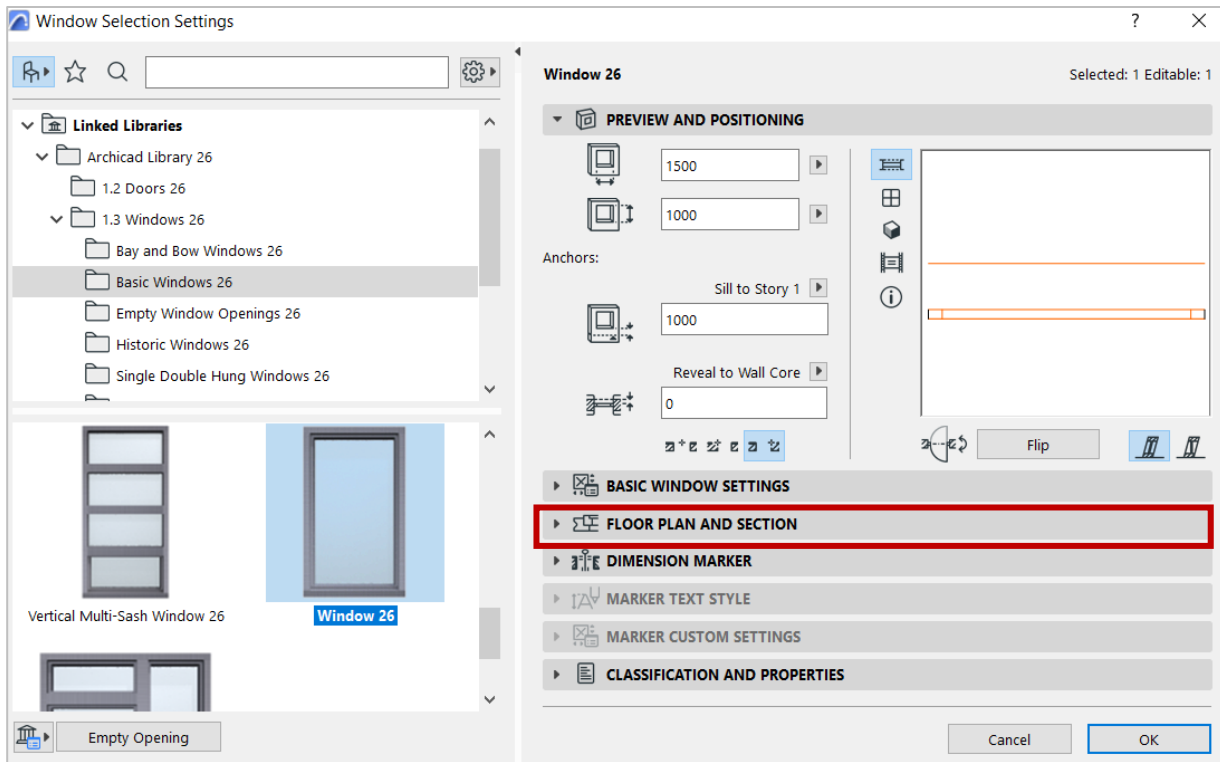 Window Selection Settings
?
Linked Libraries
Archicad Library 26
1.2 Doors 26
1.3 Windows 26
Bay and Bow Windows 26
Basic Windows 26
Empty Window Openings 26
Historic Windows 26
Single Double Hung Windows 26
Vertical Multi-Sash Window 26
Window 26
Empty Opening
Window 26
Selected: 1 Editable: 1
PREVIEW AND POSITIONING
1500
1000
Anchors:
Sill to Story 1
1000
Reveal to Wall Core
0
Flip
BASIC WINDOW SETTINGS
FLOOR PLAN AND SECTION
DIMENSION MARKER
MARKER TEXT STYLE
MARKER CUSTOM SETTINGS
CLASSIFICATION AND PROPERTIES
Cancel
OK